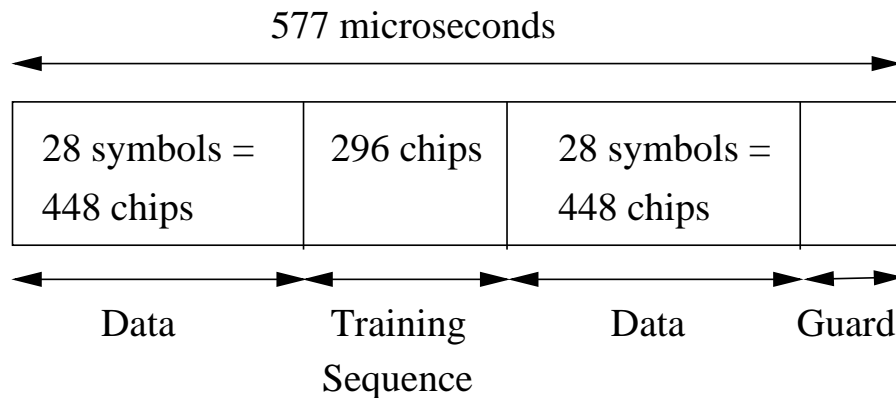 577 microseconds
28 symbols =
448 chips
296 chips
28 symbols =
448 chips
Data
Training
Sequence
Data
Guard